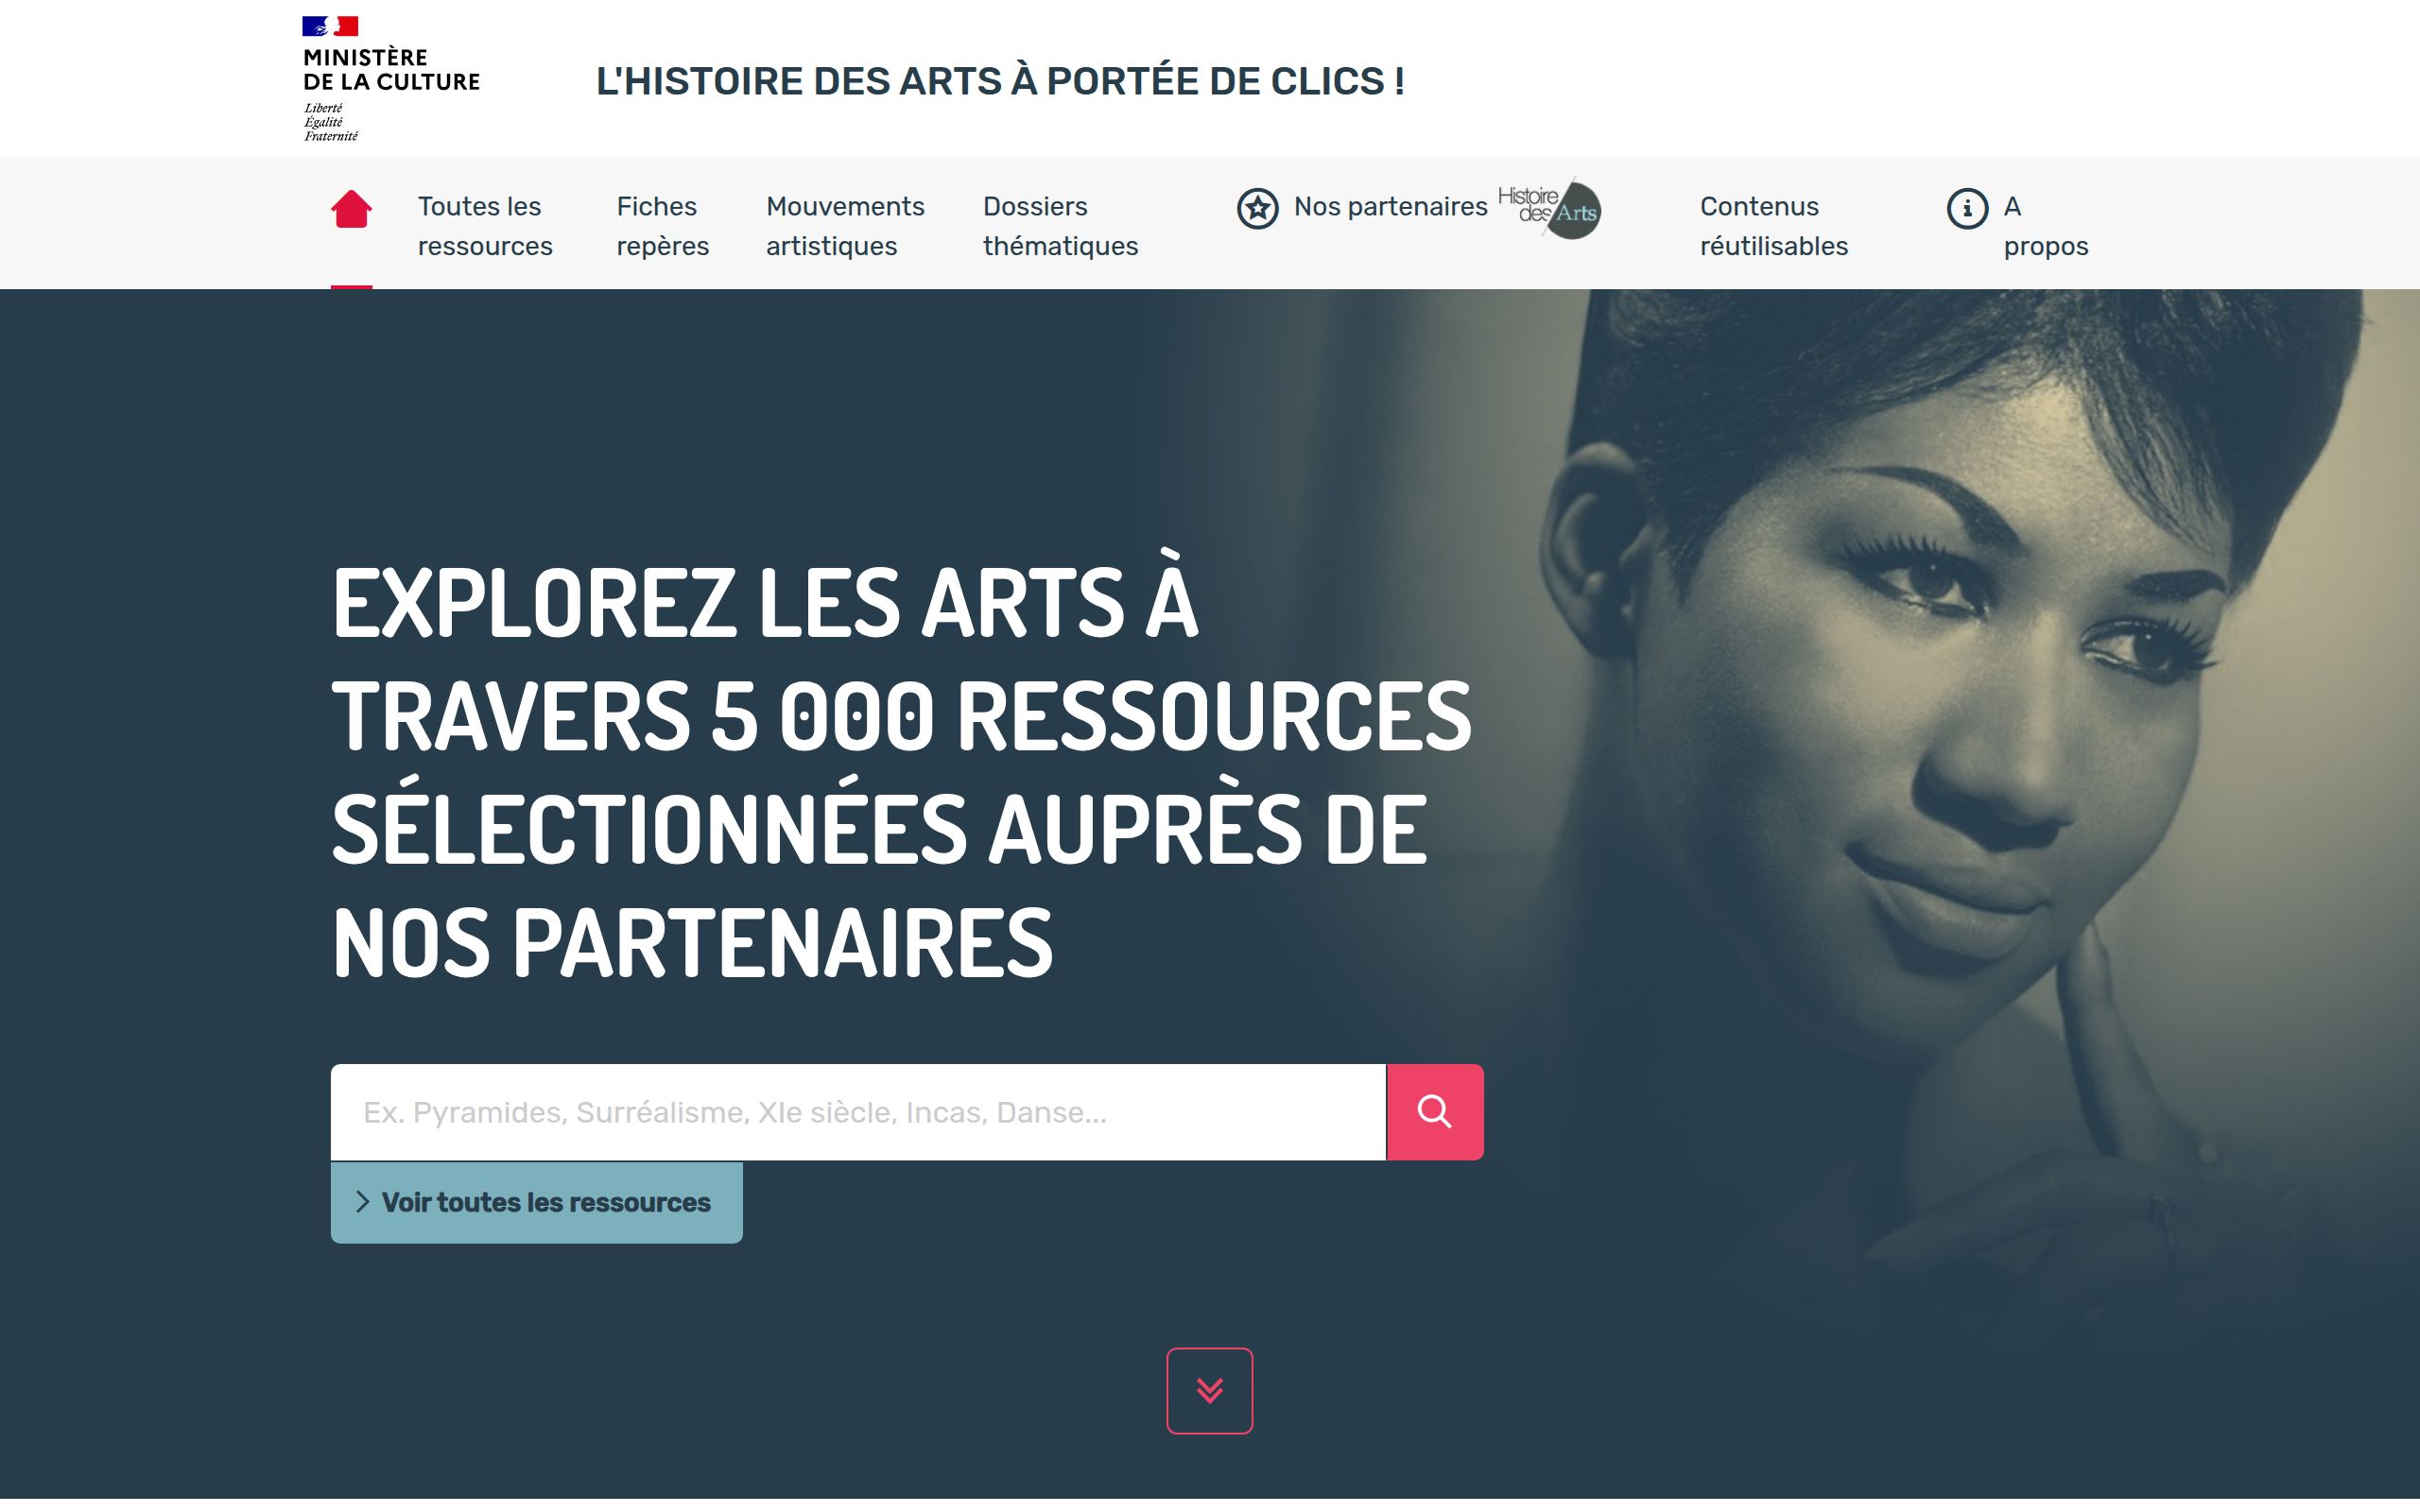 MINISTÈRE
DE LA CULTURE
Liberté
Égalité
Fraternité
L'HISTOIRE DES ARTS À PORTÉE DE CLICS !
Toutes les
ressources
Fiches
repères
Mouvements
artistiques
Dossiers
thématiques
Nos partenaires
Histoire
des Arts
Contenus
réutilisables
A
propos
EXPLOREZ LES ARTS À
TRAVERS 5 000 RESSOURCES
SÉLECTIONNÉES AUPRÈS DE
NOS PARTENAIRES
Ex. Pyramides, Surréalisme, XIe siècle, Incas, Danse...
Voir toutes les ressources